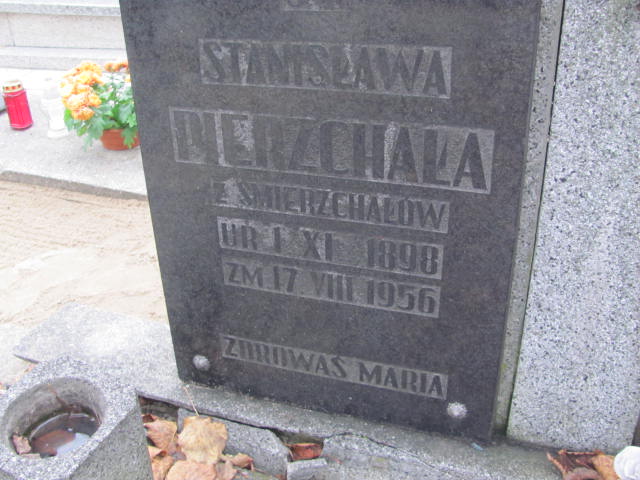 STANISŁAWA
PIERZCHAŁA
Z ŚMIERZCHAŁÓW
UR 1 XI 1898
ZM 17 VIII 1956
ZDROWAŚ MARIA